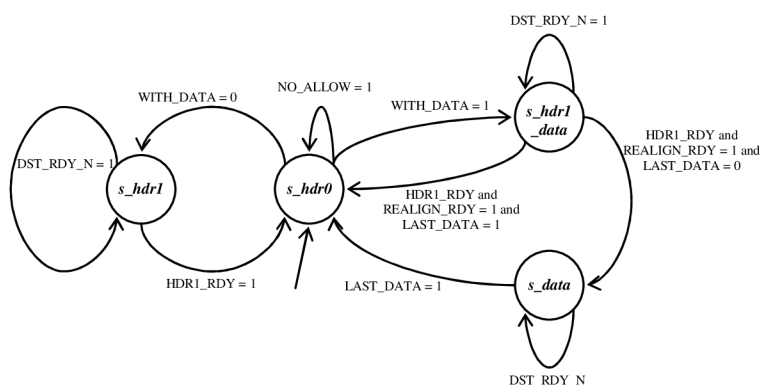 DST_RDY_N = 1
NO_ALLOW = 1
WITH_DATA = 0
WITH_DATA = 1
s_hdr1
_data
HDR1_RDY and
REALIGN_RDY = 1 and
LAST_DATA = 0
DST_RDY_N = 1
s_hdr1
s_hdr0
HDR1_RDY and
REALIGN_RDY = 1 and
LAST_DATA = 1
HDR1_RDY = 1
LAST_DATA = 1
s_data
DST_RDY_N